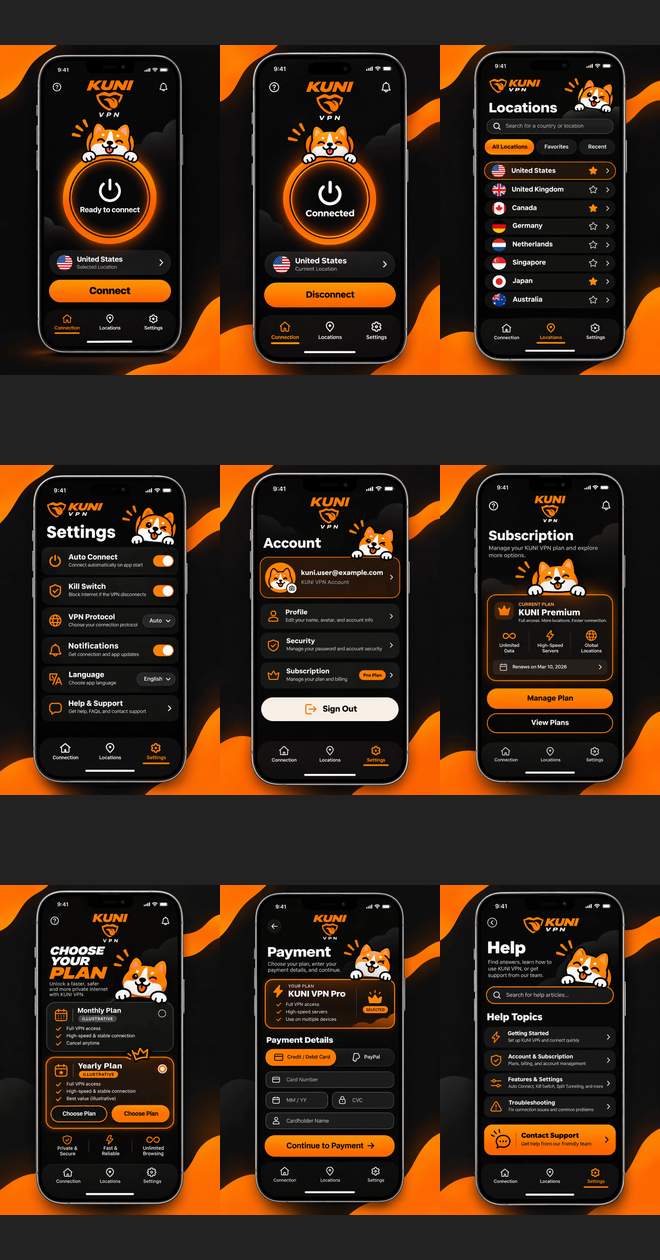 9:41
KUNI
VPN
Ready to connect
United States
Selected Location
Connect
Connection
Locations
Settings
9:41
KUNI
VPN
Connected
United States
Current Location
Disconnect
Connection
Locations
Settings
9:41
KUNI
VPN
Locations
Search for a country or location
All Locations
Favorites
Recent
United States
United Kingdom
Canada
Germany
Netherlands
Singapore
Japan
Australia
Connection
Locations
Settings
9:41
KUNI
VPN
Settings
Auto Connect
Connect automatically on app start
Kill Switch
Block Internet if the VPN disconnects
VPN Protocol
Choose your connection protocol
Auto
Notifications
Get connection and app updates
Language
Choose app language
English
Help & Support
Get help, FAQs, and contact support
Connection
Locations
Settings
9:41
KUNI
VPN
Account
kuni.user@example.com
KUNI VPN Account
Profile
Edit your name, avatar, and account info
Security
Manage your password and account security
Subscription
Manage your plan and billing
Pro Plan
Sign Out
Connection
Locations
Settings
9:41
KUNI
VPN
Subscription
Manage your KUNI VPN plan and explore
more options.
CURRENT PLAN
KUNI Premium
Full access. More locations. Faster connection.
Unlimited
Data
High-Speed
Servers
Global
Locations
Renews on Mar 10, 2026
Manage Plan
View Plans
Connection
Locations
Settings
9:41
KUNI
VPN
CHOOSE
YOUR
PLAN
Unlock a faster, safer
and more private internet
with KUNI VPN.
Monthly Plan
ILLUSTRATIVE
Full VPN access
High-speed & stable connection
Cancel anytime
Yearly Plan
ILLUSTRATIVE
Full VPN access
High-speed & stable connection
Best value (illustrative)
Choose Plan
Choose Plan
Private &
Secure
Fast &
Reliable
Unlimited
Browsing
Connection
Locations
Settings
9:41
KUNI
VPN
Payment
Choose your plan, enter your
payment details, and continue.
YOUR PLAN
KUNI VPN Pro
Full VPN access
High-speed servers
Use on multiple devices
SELECTED
Payment Details
Credit / Debit Card
PayPal
Card Number
MM / YY
CVC
Cardholder Name
Continue to Payment →
Connection
Locations
Settings
9:41
KUNI
VPN
Help
Find answers, learn how to
use KUNI VPN, or get
support from our team.
Search for help articles...
Help Topics
Getting Started
Set up KUNI VPN and connect quickly
Account & Subscription
Plans, billing, and account management
Features & Settings
Auto Connect, Kill Switch, Split Tunneling, and more
Troubleshooting
Fix connection issues and common problems
Contact Support
Get help from our friendly team
Connection
Locations
Settings